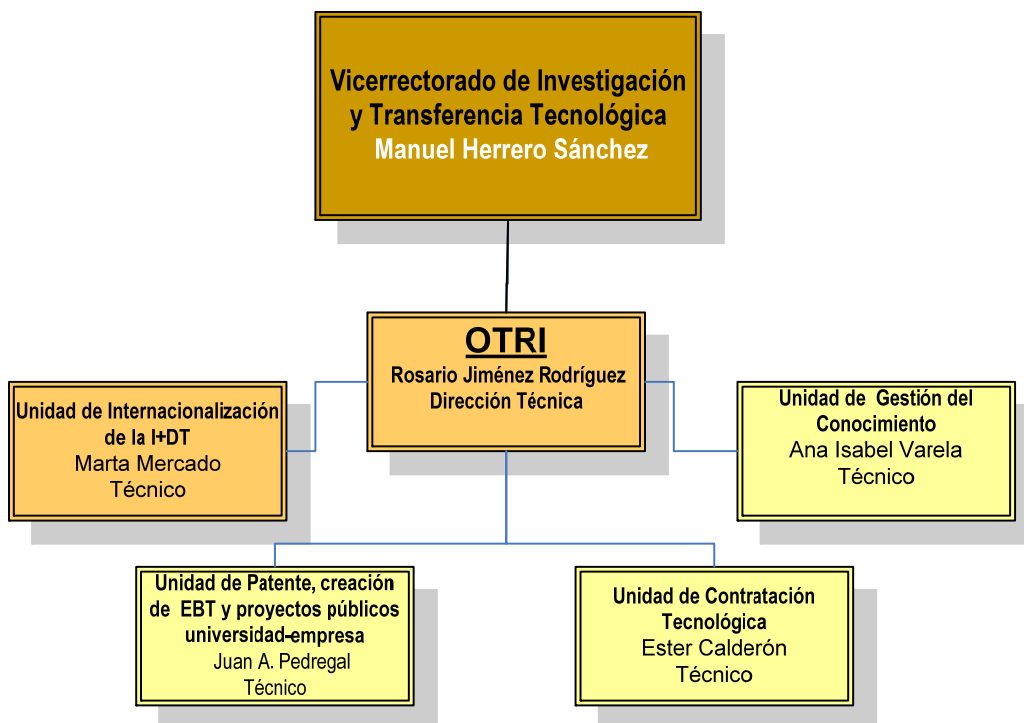 Vicerrectorado de Investigación
y Transferencia Tecnológica
Manuel Herrero Sánchez
OTRI
Rosario Jiménez Rodríguez
Dirección Técnica
Unidad de Internacionalización
de la I+DT
Marta Mercado
Técnico
Unidad de Gestión del
Conocimiento
Ana Isabel Varela
Técnico
Unidad de Patente, creación
de EBT y proyectos públicos
universidad-empresa
Juan A. Pedregal
Técnico
Unidad de Contratación
Tecnológica
Ester Calderón
Técnico